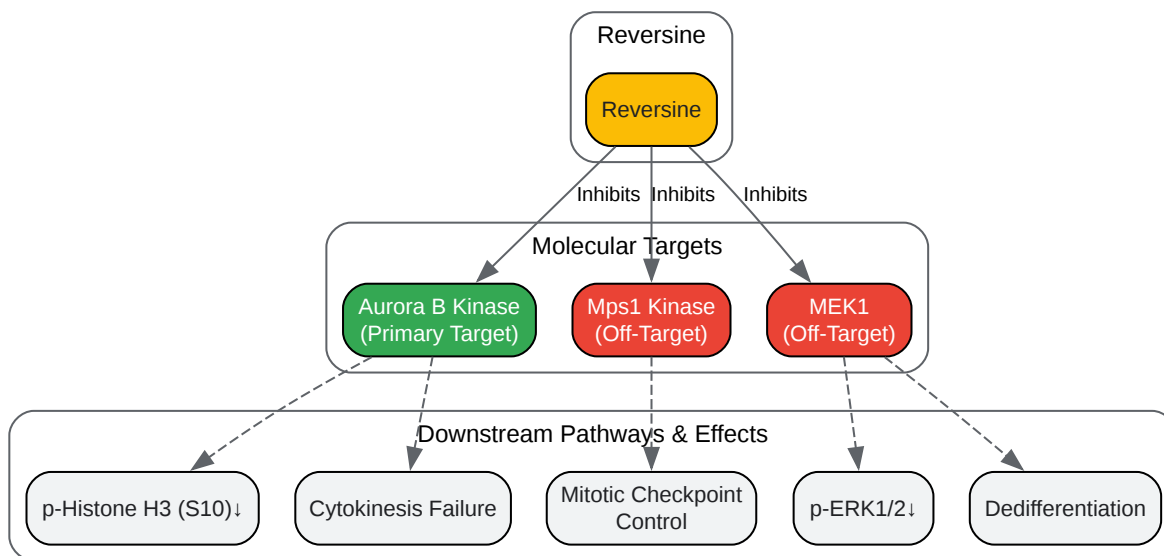 Reversine
Reversine
Inhibits
Inhibits
Inhibits
Molecular Targets
Aurora B Kinase
(Primary Target)
Mps1 Kinase
(Off-Target)
MEK1
(Off-Target)
Downstream Pathways & Effects
p-Histone H3 (S10)↓
Cytokinesis Failure
Mitotic Checkpoint
Control
p-ERK1/2↓
Dedifferentiation